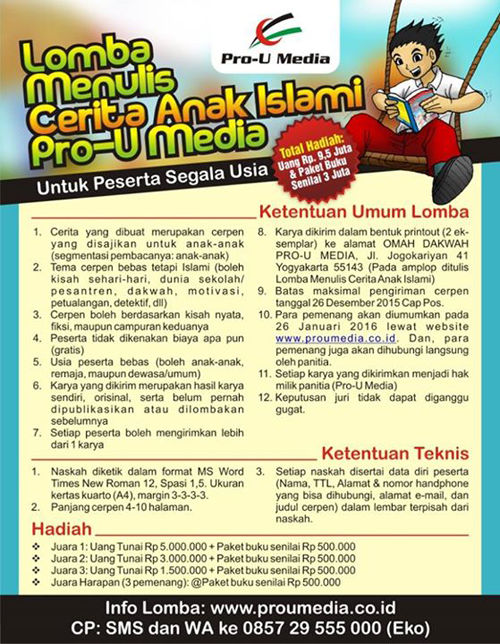 Pro-U Media
Lomba
Menulis
Cerita Anak Islami
Pro-U Media
Untuk Peserta Segala Usia
Total Hadiah:
Uang Rp. 9,5 Juta
& Paket Buku
Senilai 3 Juta
Ketentuan Umum Lomba
1. Cerita yang dibuat merupakan cerpen
yang disajikan untuk anak-anak
(segmentasi pembacanya: anak-anak)
2. Tema cerpen bebas tetapi Islami (boleh
kisah sehari-hari, dunia sekolah/
pesantren, dakwah, motivasi,
petualangan, detektif, dll)
3. Cerpen boleh berdasarkan kisah nyata,
fiksi, maupun campuran keduanya
4. Peserta tidak dikenakan biaya apa pun
(gratis)
5. Usia peserta bebas (boleh anak-anak,
remaja, maupun dewasa/umum)
6. Karya yang dikirim merupakan hasil karya
sendiri, orisinal, serta belum pernah
dipublikasikan atau dilombakan
sebelumnya
7. Setiap peserta boleh mengirimkan lebih
dari 1 karya
8. Karya dikirim dalam bentuk printout (2 ek-
semplar) ke alamat OMAH DAKWAH
PRO-U MEDIA, Jl. Jogokariyan 41
Yogyakarta 55143 (Pada amplop ditulis
Lomba Menulis Cerita Anak Islami)
9. Batas maksimal pengiriman cerpen
tanggal 26 Desember 2015 Cap Pos.
10. Para pemenang akan diumumkan pada
26 Januari 2016 lewat website
www.proumedia.co.id. Dan, para
pemenang juga akan dihubungi langsung
oleh panitia.
11. Setiap karya yang dikirimkan menjadi hak
milik panitia (Pro-U Media)
12. Keputusan juri tidak dapat diganggu
gugat.
Ketentuan Teknis
1. Naskah diketik dalam format MS Word
Times New Roman 12, Spasi 1,5. Ukuran
kertas kuarto (A4), margin 3-3-3-3.
2. Panjang cerpen 4-10 halaman.
3. Setiap naskah disertai data diri peserta
(Nama, TTL, Alamat & nomor handphone
yang bisa dihubungi, alamat e-mail, dan
judul cerpen) dalam lembar terpisah dari
naskah.
Hadiah
❖ Juara 1: Uang Tunai Rp 5.000.000 + Paket buku senilai Rp 500.000
❖ Juara 2: Uang Tunai Rp 3.000.000 + Paket buku senilai Rp 500.000
❖ Juara 3: Uang Tunai Rp 1.500.000 + Paket buku senilai Rp 500.000
❖ Juara Harapan (3 pemenang): @Paket buku senilai Rp 500.000
Info Lomba: www.proumedia.co.id
CP: SMS dan WA ke 0857 29 555 000 (Eko)